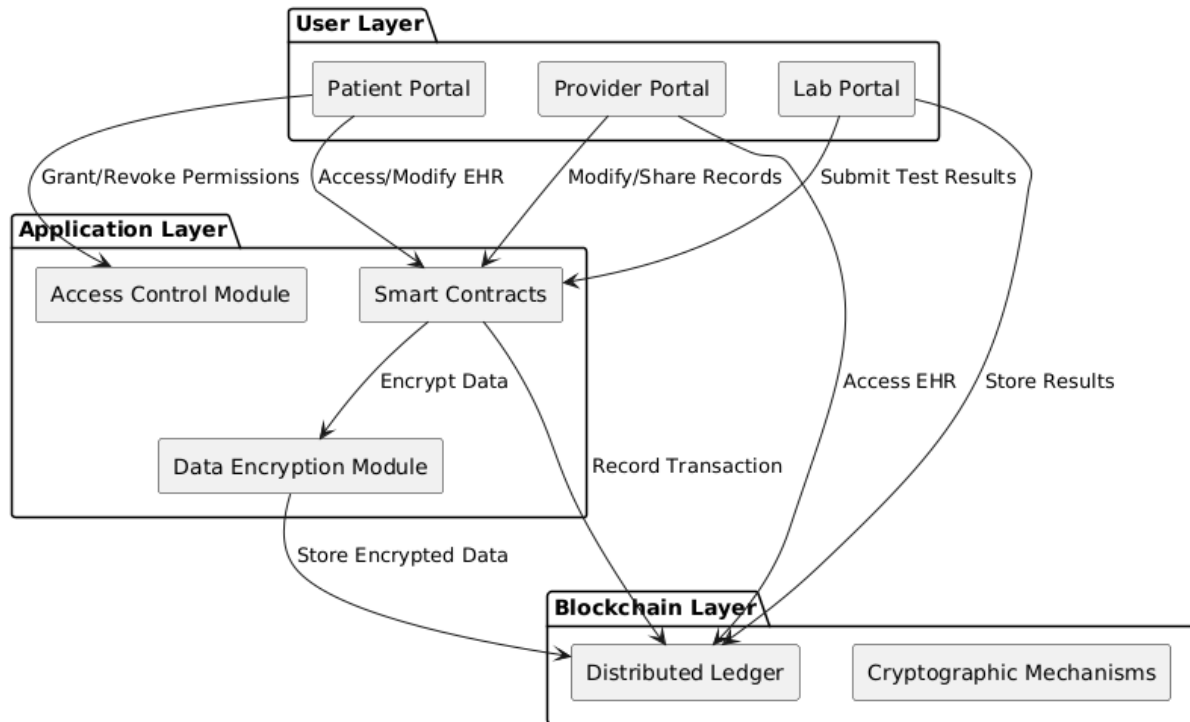 User Layer
Patient Portal
Provider Portal
Lab Portal
Grant/Revoke Permissions
Access/Modify EHR
Modify/Share Records
Submit Test Results
Application Layer
Access Control Module
Smart Contracts
Encrypt Data
Access EHR
Store Results
Data Encryption Module
Record Transaction
Store Encrypted Data
Blockchain Layer
Distributed Ledger
Cryptographic Mechanisms